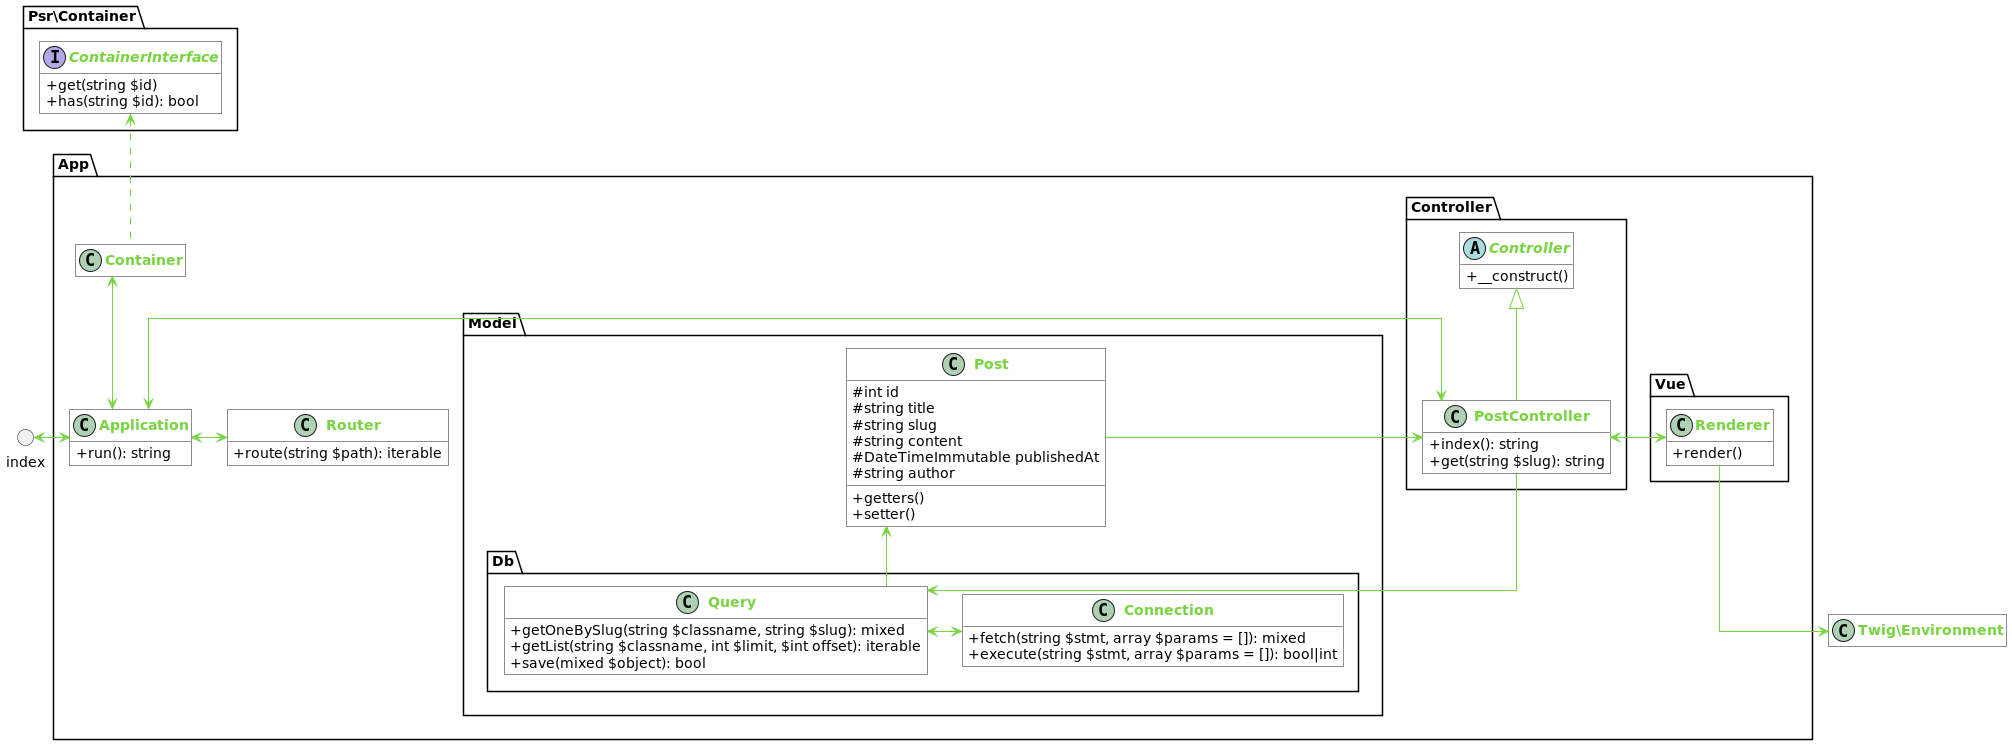 Psr\Container
I ContainerInterface
+get(string $id)
+has(string $id): bool
App
C Container
Controller
A Controller
+__construct()
Model
C Post
#int id
#string title
#string slug
#string content
#DateTimeImmutable publishedAt
#string author
+getters()
+setter()
index
C Application
+run(): string
C Router
+route(string $path): iterable
C PostController
+index(): string
+get(string $slug): string
Vue
C Renderer
+render()
Db
C Query
+getOneBySlug(string $classname, string $slug): mixed
+getList(string $classname, int $limit, $int offset): iterable
+save(mixed $object): bool
C Connection
+fetch(string $stmt, array $params = []): mixed
+execute(string $stmt, array $params = []): bool|int
C Twig\Environment